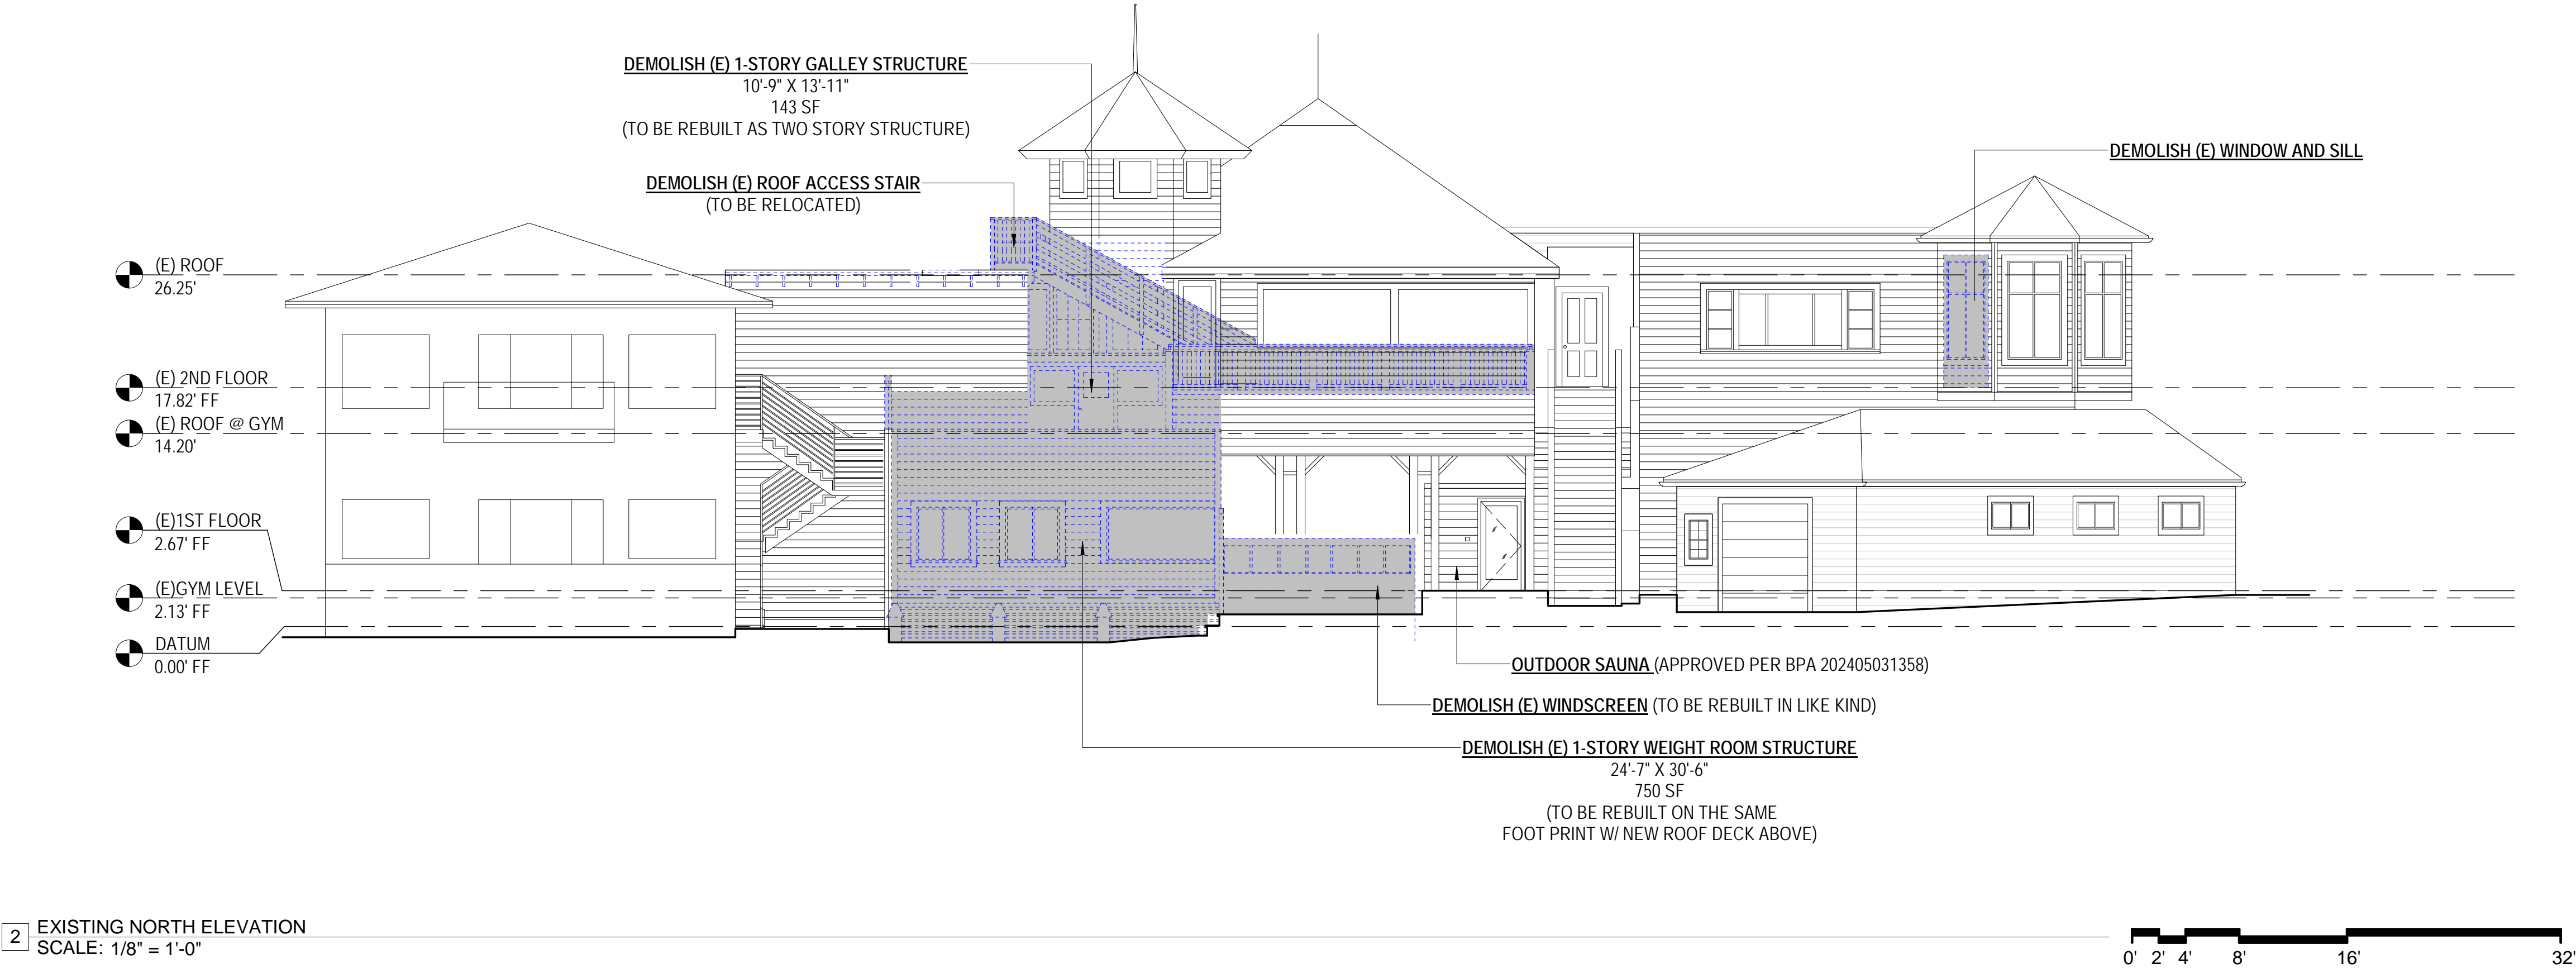 DEMOLISH (E) 1-STORY GALLEY STRUCTURE
10'-9" X 13'-11"
143 SF
(TO BE REBUILT AS TWO STORY STRUCTURE)
DEMOLISH (E) ROOF ACCESS STAIR
(TO BE RELOCATED)
DEMOLISH (E) WINDOW AND SILL
(E) ROOF
26.25'
(E) 2ND FLOOR
17.82' FF
(E) ROOF @ GYM
14.20'
(E)1ST FLOOR
2.67' FF
(E)GYM LEVEL
2.13' FF
DATUM
0.00' FF
OUTDOOR SAUNA (APPROVED PER BPA 202405031358)
DEMOLISH (E) WINDSCREEN (TO BE REBUILT IN LIKE KIND)
DEMOLISH (E) 1-STORY WEIGHT ROOM STRUCTURE
24'-7" X 30'-6"
750 SF
(TO BE REBUILT ON THE SAME
FOOT PRINT W/ NEW ROOF DECK ABOVE)
2 EXISTING NORTH ELEVATION
SCALE: 1/8" = 1'-0"
0' 2' 4' 8' 16' 32'